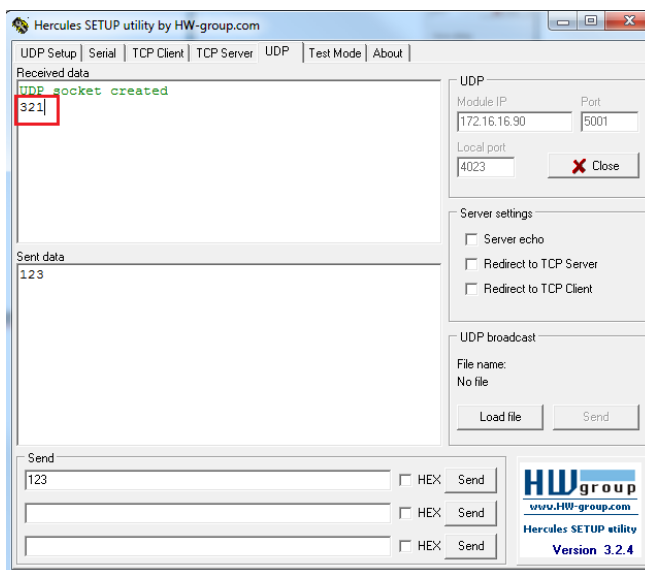 Hercules SETUP utility by HW-group.com
UDP Setup Serial TCP Client TCP Server UDP Test Mode About
Received data
UDP socket created
321
Sent data
123
UDP
Module IP Port
172.16.16.90 5001
Local port
4023 Close
Server settings
Server echo
Redirect to TCP Server
Redirect to TCP Client
UDP broadcast
File name:
No file
Load file Send
Send
123 HEX Send
HEX Send
HEX Send
HW group
www.HW-group.com
Hercules SETUP utility
Version 3.2.4